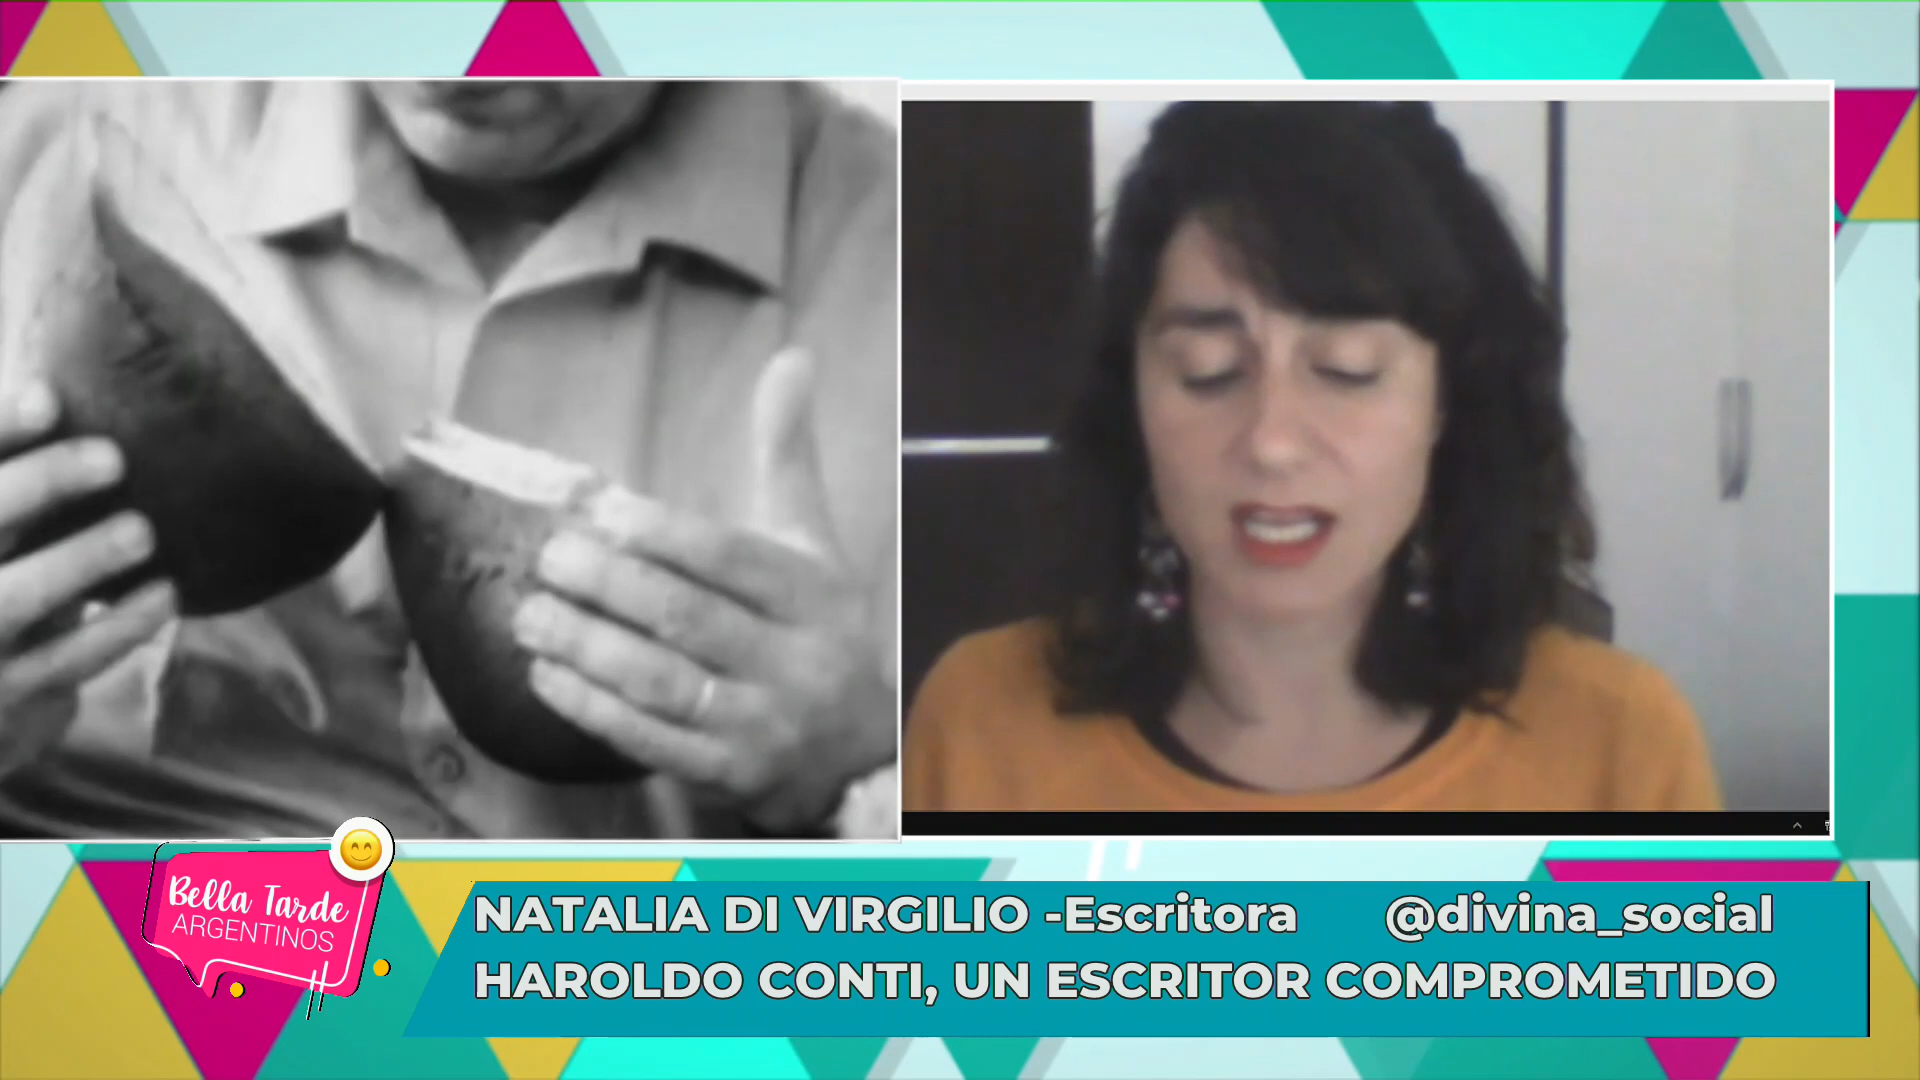 Bella Tarde
ARGENTINOS
NATALIA DI VIRGILIO -Escritora @divina_social
HAROLDO CONTI, UN ESCRITOR COMPROMETIDO